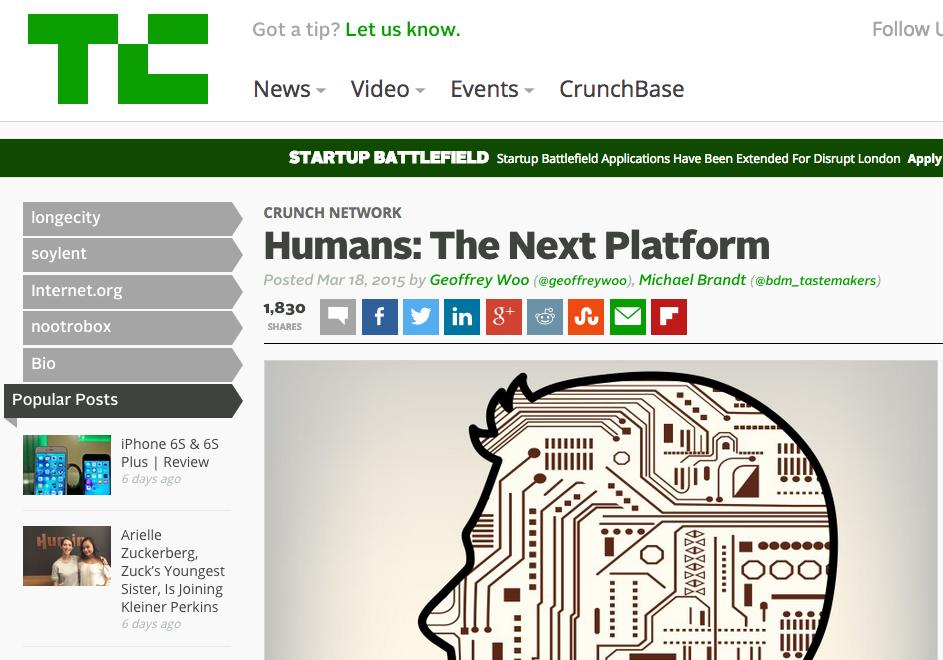 TC
Got a tip? Let us know.
Follow U
News Video Events CrunchBase
STARTUP BATTLEFIELD Startup Battlefield Applications Have Been Extended For Disrupt London Apply
longecity
soylent
Internet.org
nootrobox
Bio
Popular Posts
iPhone 6S & 6S
Plus | Review
6 days ago
Arielle
Zuckerberg,
Zuck's Youngest
Sister, Is Joining
Kleiner Perkins
6 days ago
CRUNCH NETWORK
Humans: The Next Platform
Posted Mar 18, 2015 by Geoffrey Woo (@geoffreywoo), Michael Brandt (@bdm_tastemakers)
1,830
SHARES
f in g+